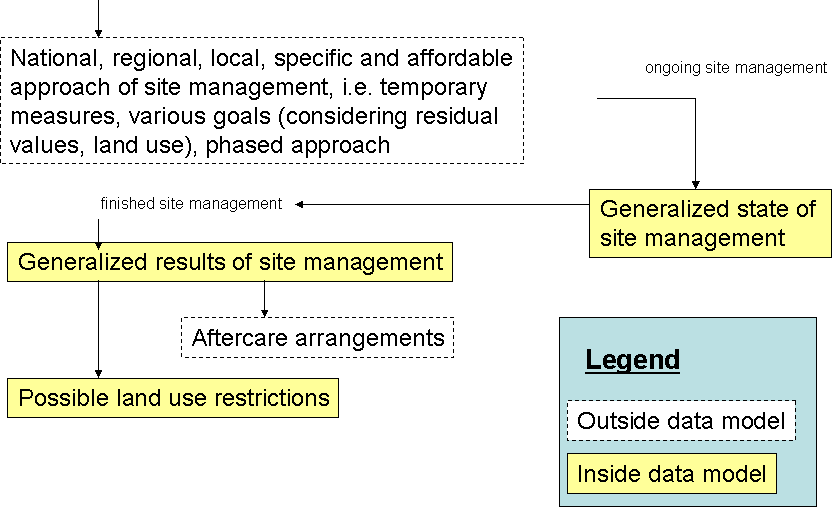 National, regional, local, specific and affordable
approach of site management, i.e. temporary
measures, various goals (considering residual
values, land use), phased approach
ongoing site management
finished site management
Generalized state of
site management
Generalized results of site management
Aftercare arrangements
Possible land use restrictions
Legend
Outside data model
Inside data model